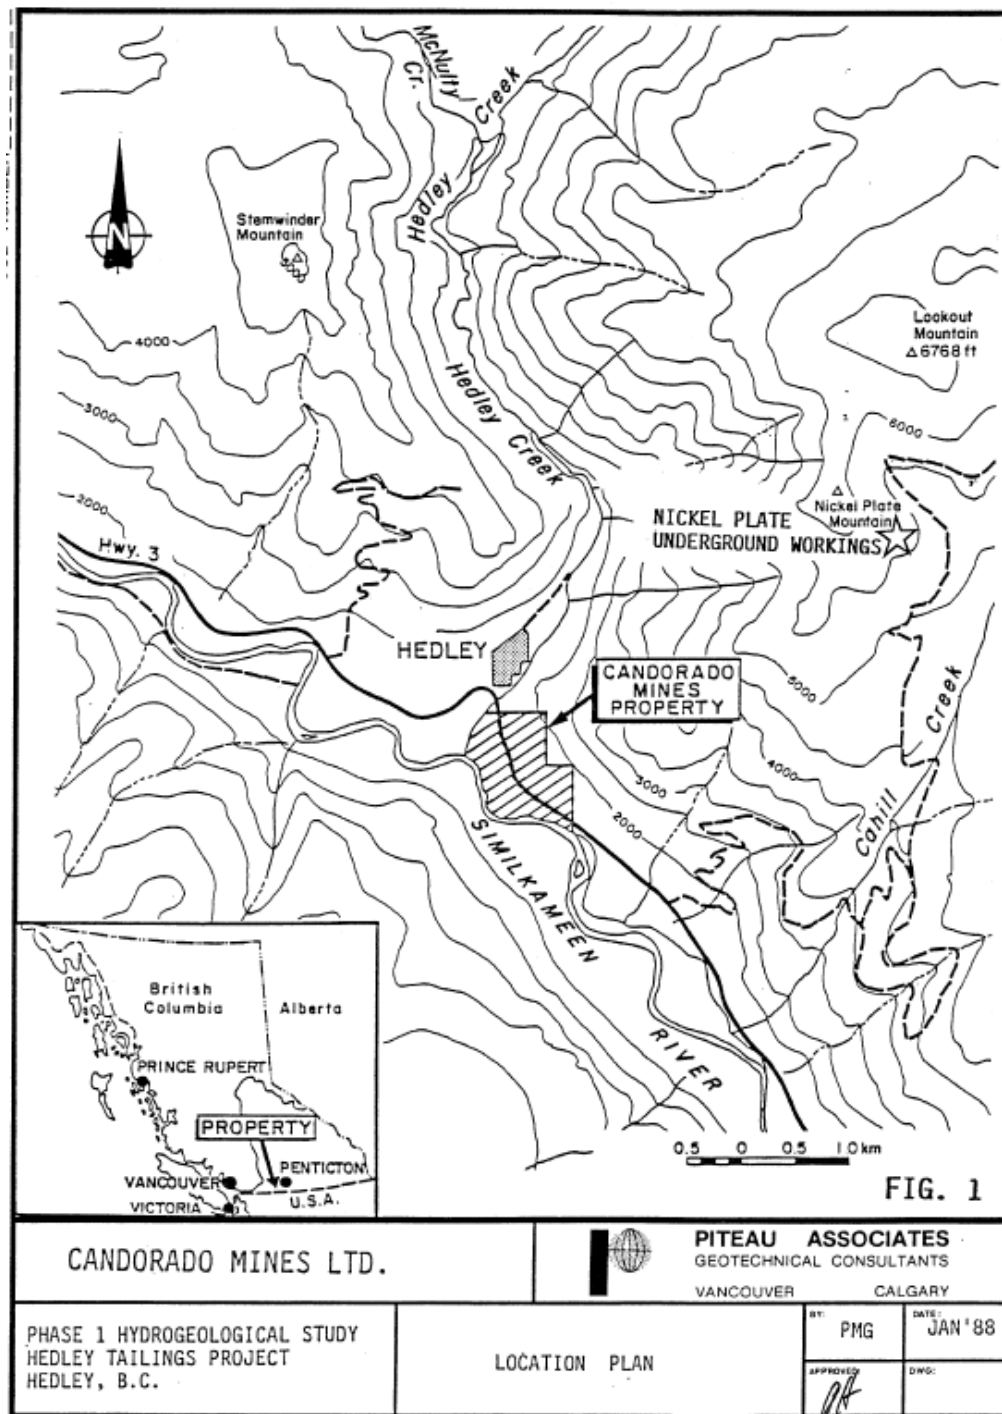 McNulty
Cr.
Creek
Hedley
Stemwinder
Mountain
N
Lookout
Mountain
6768 ft
4000
Hedley Creek
3000
6000
2000
Nickel Plate
Mountain
NICKEL PLATE
UNDERGROUND WORKINGS
Hwy. 3
HEDLEY
CANDORADO
MINES
PROPERTY
5000
4000
3000
2000
Cahill Creek
SIMILKAMEEN RIVER
British
Columbia
Alberta
PRINCE RUPERT
PROPERTY
VANCOUVER
PENTICTON
U.S.A.
VICTORIA
0.5 0 0.5 1.0 km
FIG. 1
CANDORADO MINES LTD.
PITEAU ASSOCIATES
GEOTECHNICAL CONSULTANTS
VANCOUVER CALGARY
PHASE 1 HYDROGEOLOGICAL STUDY
HEDLEY TAILINGS PROJECT
HEDLEY, B.C.
LOCATION PLAN
BY:
PMG
DATE:
JAN'88
APPROVED:
DWG: